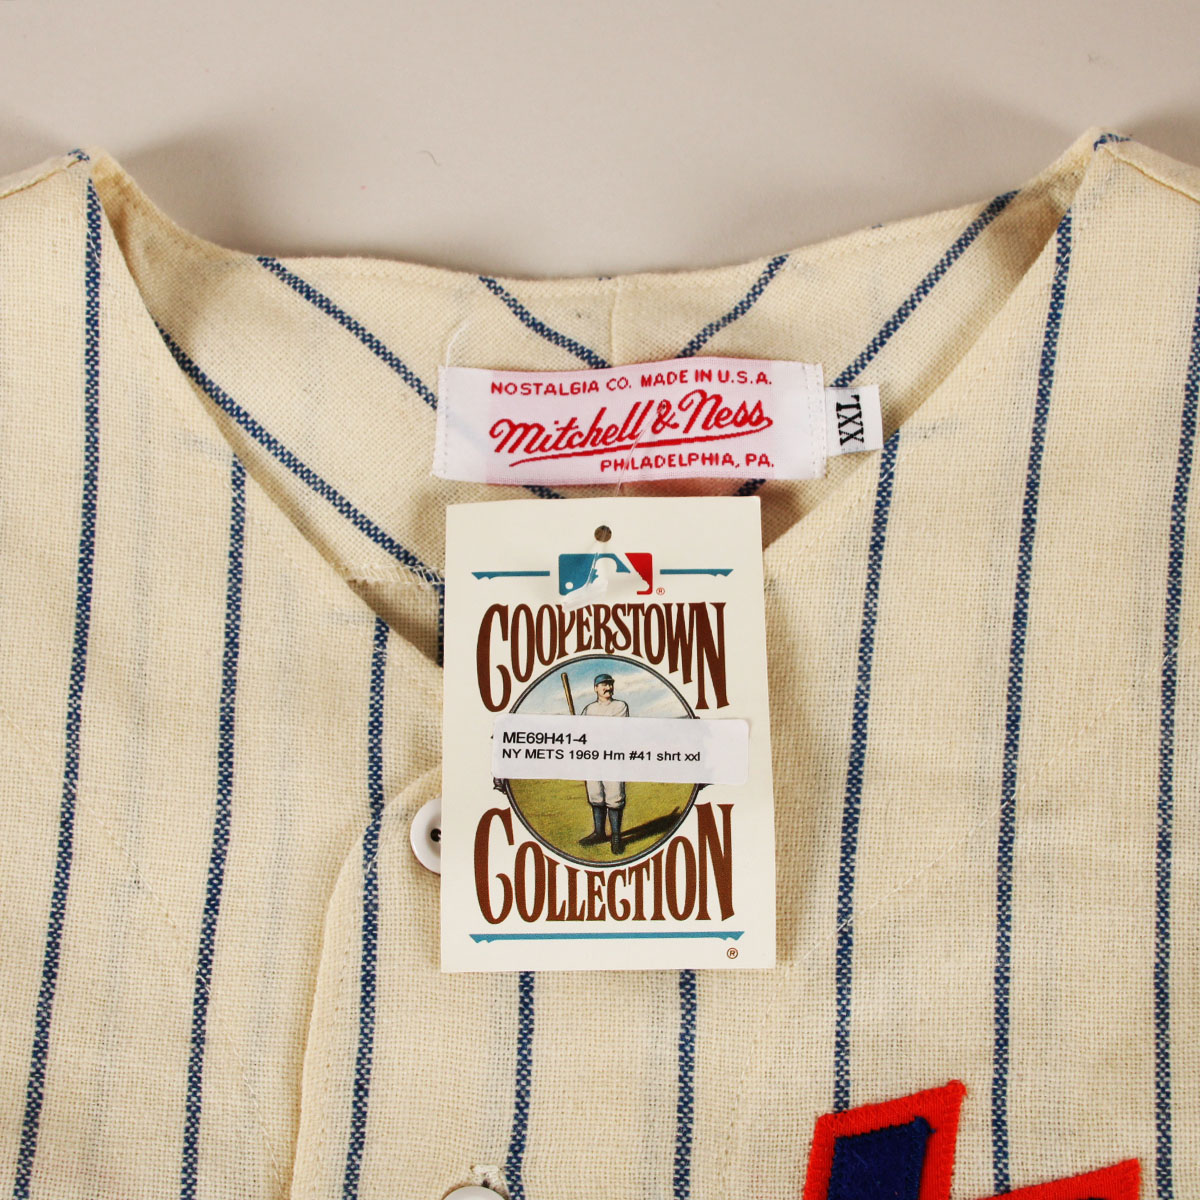 NOSTALGIA CO. MADE IN U.S.A.
Mitchell & Ness
PHILADELPHIA, PA.
XXL
®
COOPERSTOWN
ME69H41-4
NY METS 1969 Hm #41 shrt xxl
COLLECTION
®